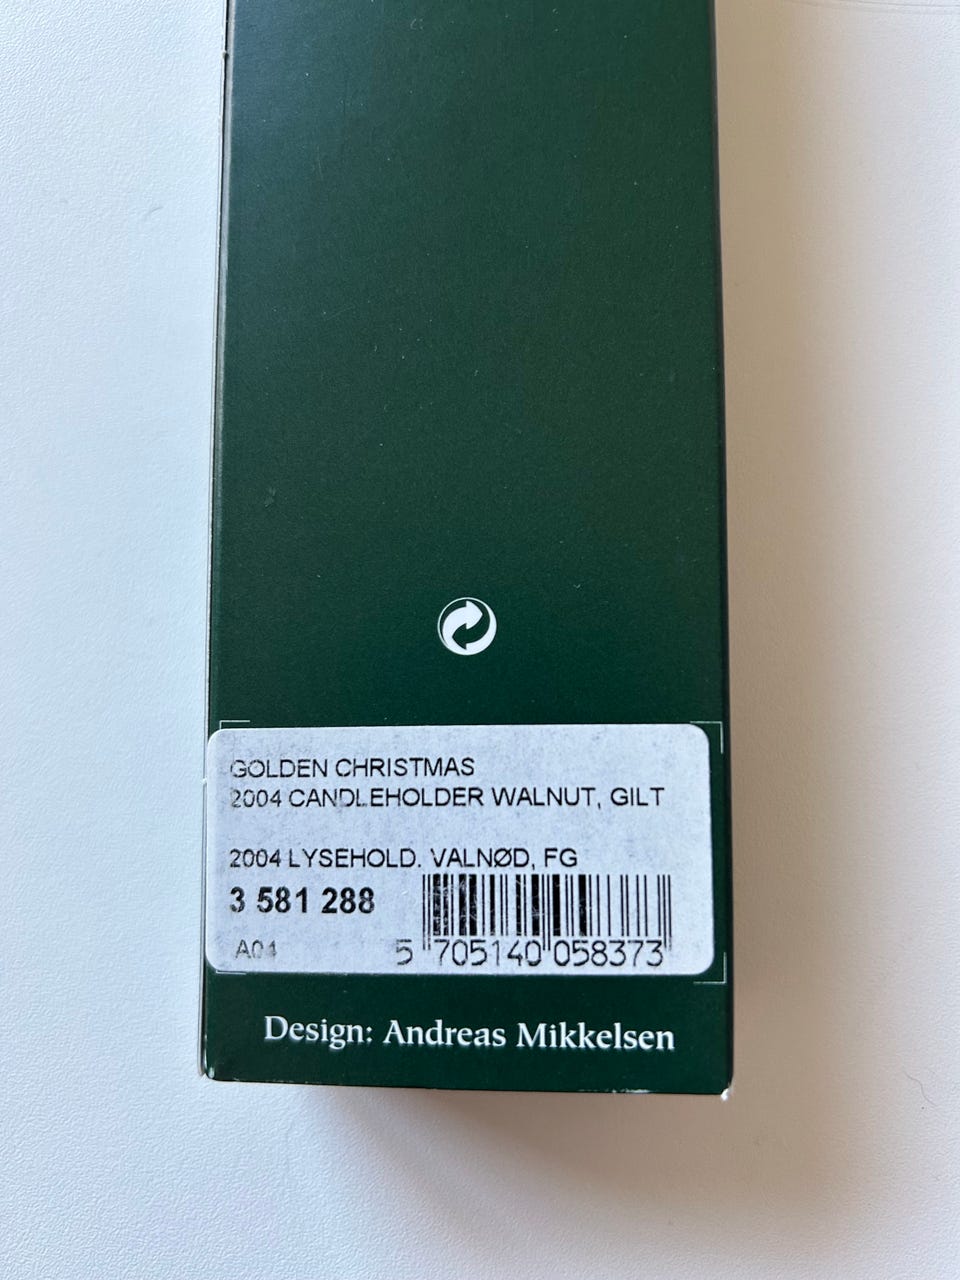 GOLDEN CHRISTMAS
2004 CANDLEHOLDER WALNUT, GILT
2004 LYSEHOLD. VALNØD, FG
3 581 288
A04
5 705140 058373
Design: Andreas Mikkelsen